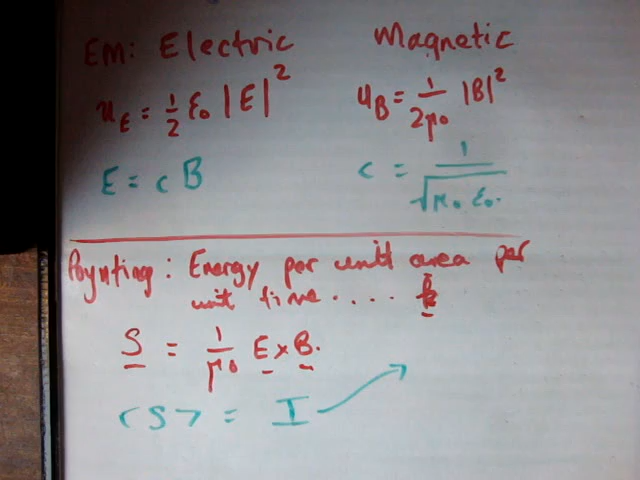 EM: Electric Magnetic
u_E = 1/2 ε₀ |E|² u_B = 1/2μ₀ |B|²
E = cB c = 1/√μ₀ε₀.
Poynting: Energy per unit area per
unit time....
S = 1/μ₀ E × B.
<S> = I